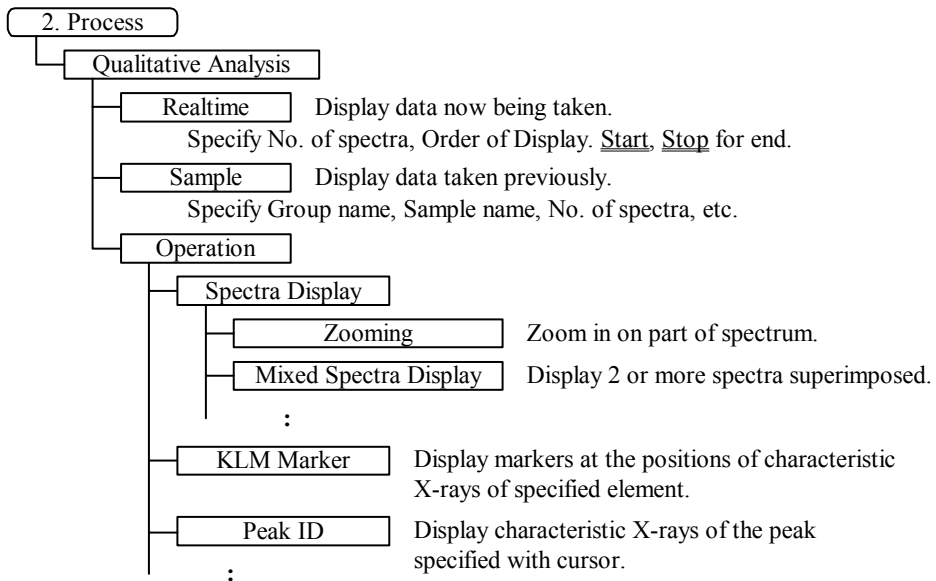 2. Process
Qualitative Analysis
Realtime Display data now being taken.
Specify No. of spectra, Order of Display. Start, Stop for end.
Sample Display data taken previously.
Specify Group name, Sample name, No. of spectra, etc.
Operation
Spectra Display
Zooming Zoom in on part of spectrum.
Mixed Spectra Display Display 2 or more spectra superimposed.
:
KLM Marker Display markers at the positions of characteristic
X-rays of specified element.
Peak ID Display characteristic X-rays of the peak
specified with cursor.
: